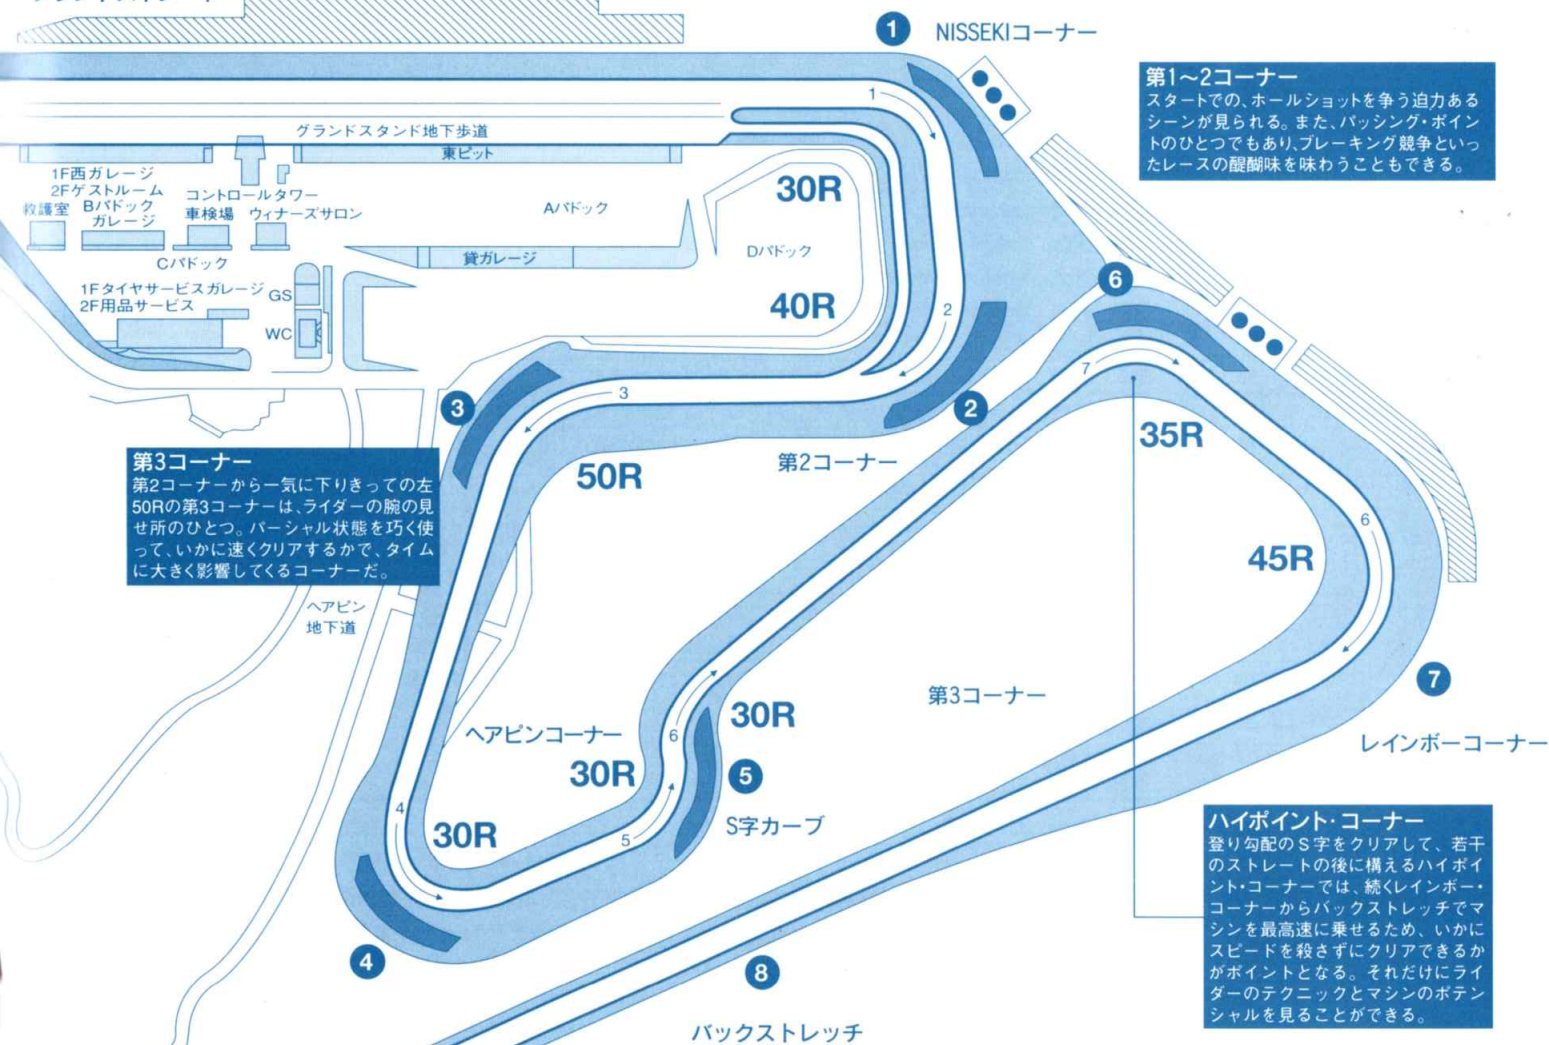 1
NISSEKIコーナー
第1〜2コーナー
スタートでの、ホールショットを争う迫力ある
シーンが見られる。また、パッシング・ポイン
トのひとつでもあり、ブレーキング競争といっ
たレースの醍醐味を味わうこともできる。
1
グランドスタンド地下歩道
東ピット
1F西ガレージ
2Fゲストルーム
Bパドック
ガレージ
救護室
コントロールタワー
車検場
ウィナーズサロン
Aパドック
30R
Cパドック
貸ガレージ
Dパドック
1Fタイヤサービスガレージ
2F用品サービス
GS
WC
40R
2
6
3
3
2
7
35R
第2コーナー
50R
第3コーナー
第2コーナーから一気に下りきっての左
50Rの第3コーナーは、ライダーの腕の見
せ所のひとつ。パーシャル状態を巧く使
って、いかに速くクリアするかで、タイム
に大きく影響してくるコーナーだ。
6
45R
ヘアピン
地下道
7
第3コーナー
30R
ヘアピンコーナー
6
レインボーコーナー
30R
5
S字カーブ
4
30R
5
ハイポイント・コーナー
登り勾配のS字をクリアして、若干
のストレートの後に構えるハイポイ
ント・コーナーでは、続くレインボー・
コーナーからバックストレッチでマ
シンを最高速に乗せるため、いかに
スピードを殺さずにクリアできるか
がポイントとなる。それだけにライ
ダーのテクニックとマシンのポテン
シャルを見ることができる。
4
8
バックストレッチ